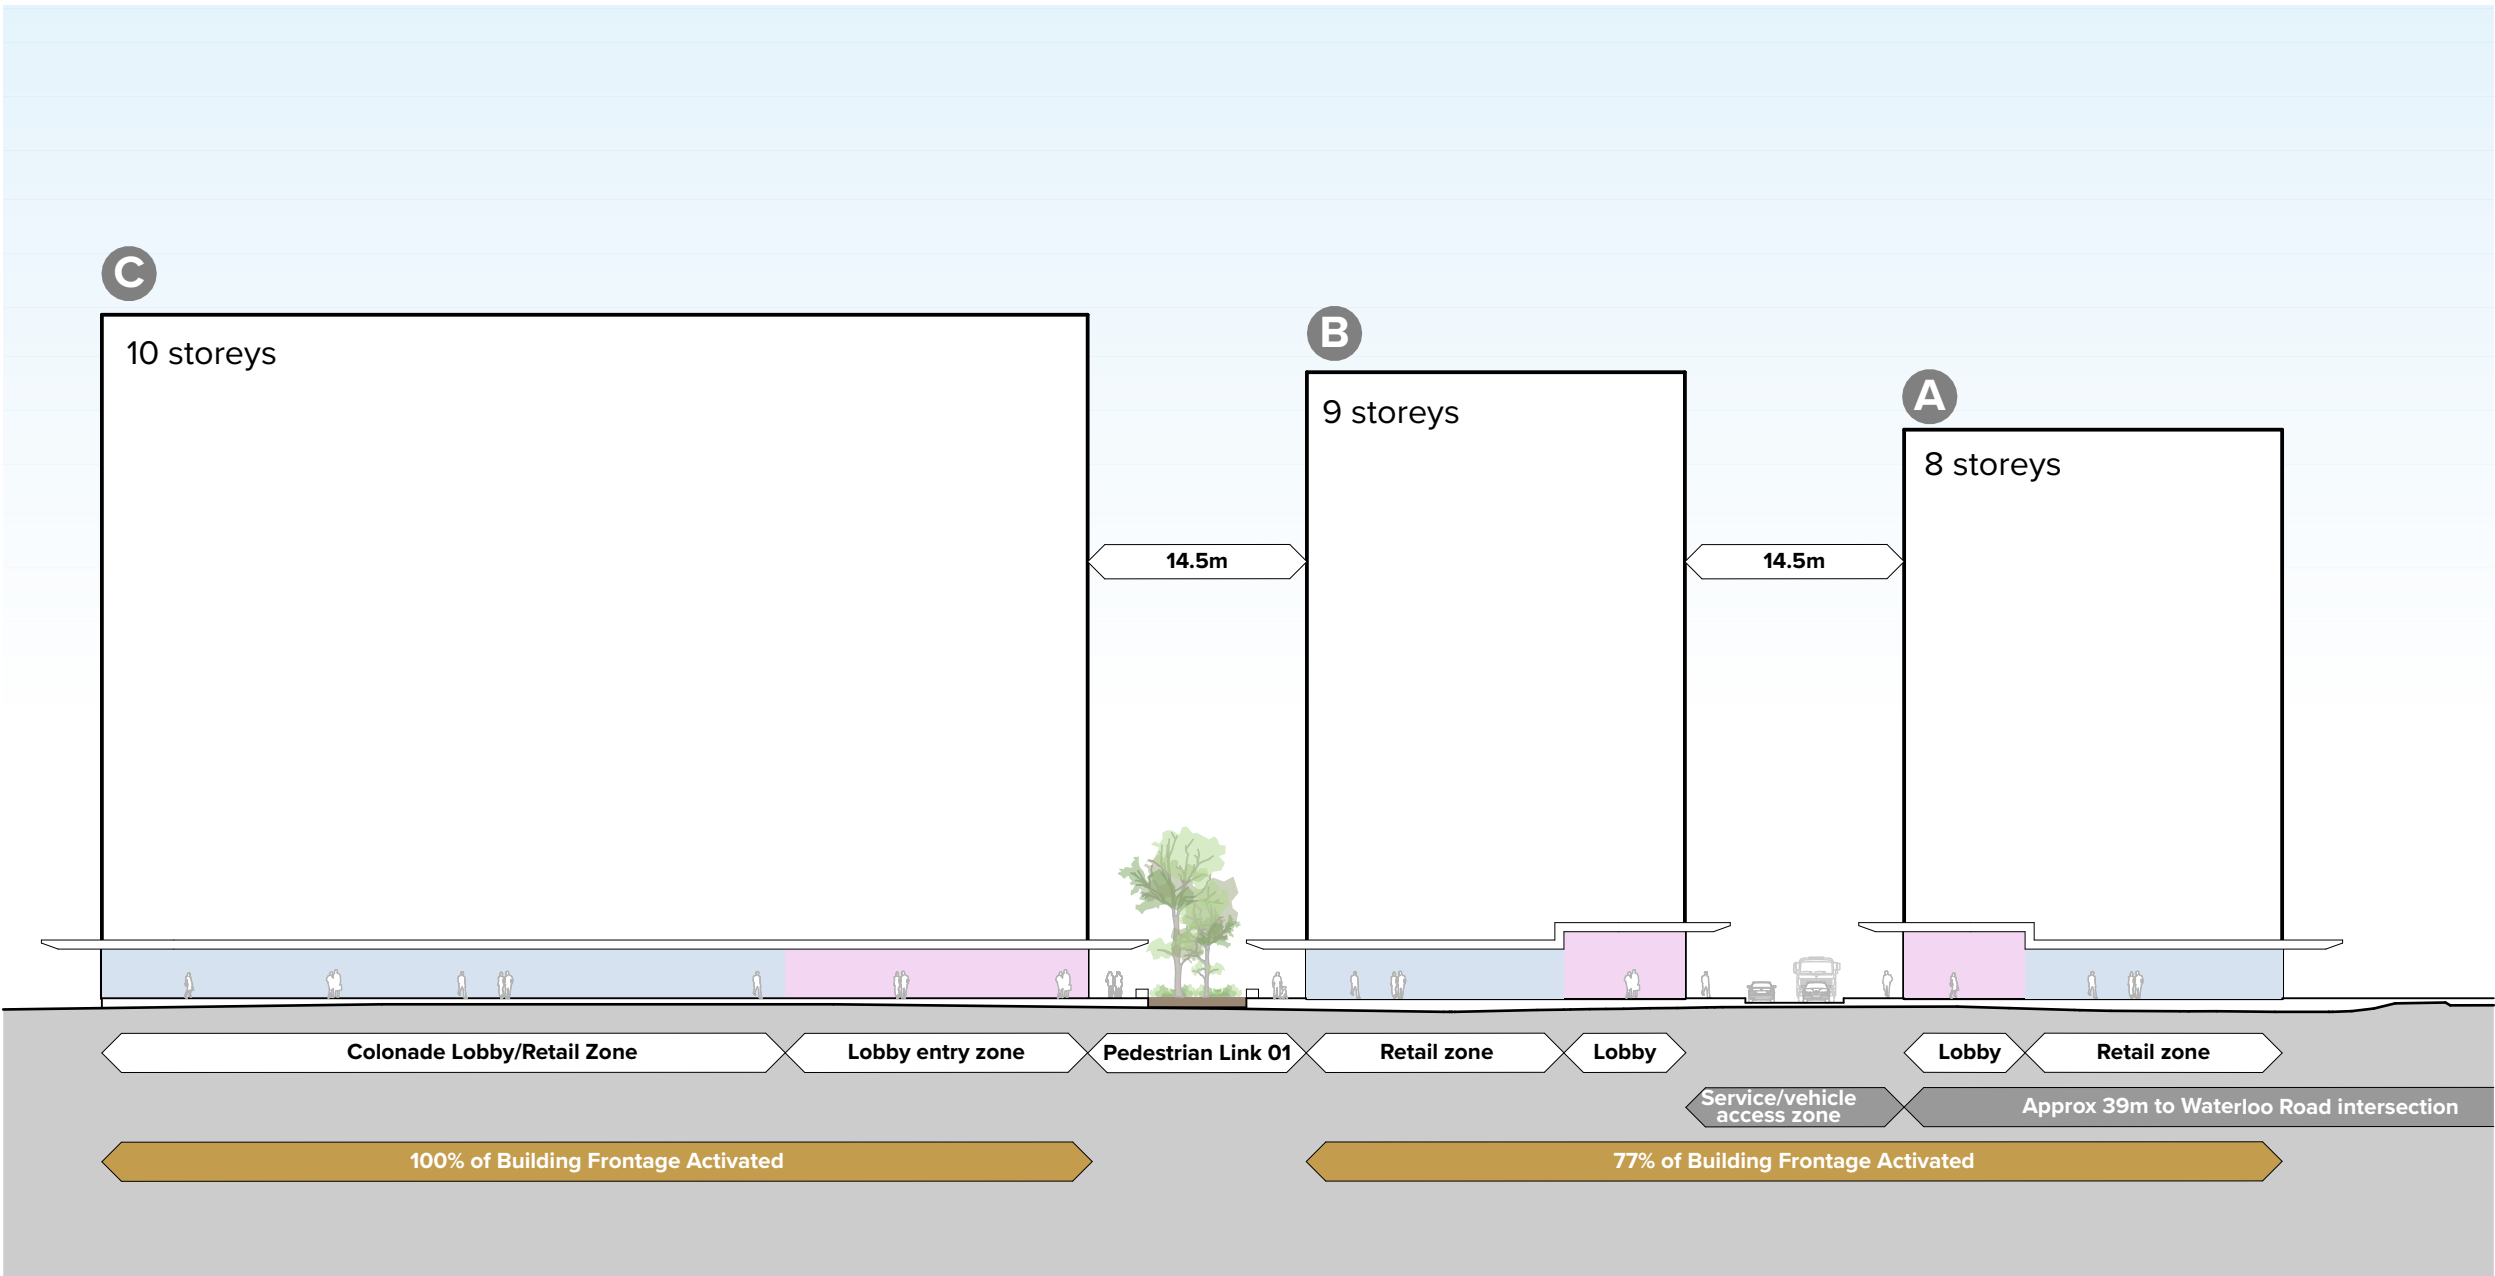 C
10 storeys
B
9 storeys
A
8 storeys
14.5m
14.5m
Colonade Lobby/Retail Zone
Lobby entry zone
Pedestrian Link 01
Retail zone
Lobby
Lobby
Retail zone
Service/vehicle
access zone
Approx 39m to Waterloo Road intersection
100% of Building Frontage Activated
77% of Building Frontage Activated